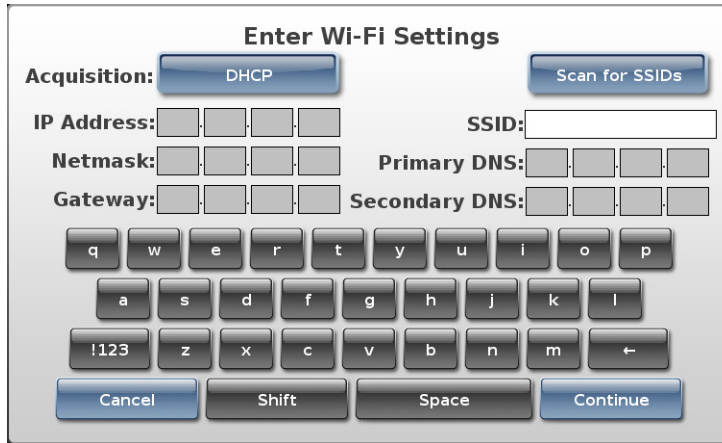 Enter Wi-Fi Settings
Acquisition: DHCP Scan for SSIDs
IP Address: . . . SSID:
Netmask: . . . Primary DNS: . . .
Gateway: . . . Secondary DNS: . . .
q w e r t y u i o p
a s d f g h j k l
!123 z x c v b n m ←
Cancel Shift Space Continue